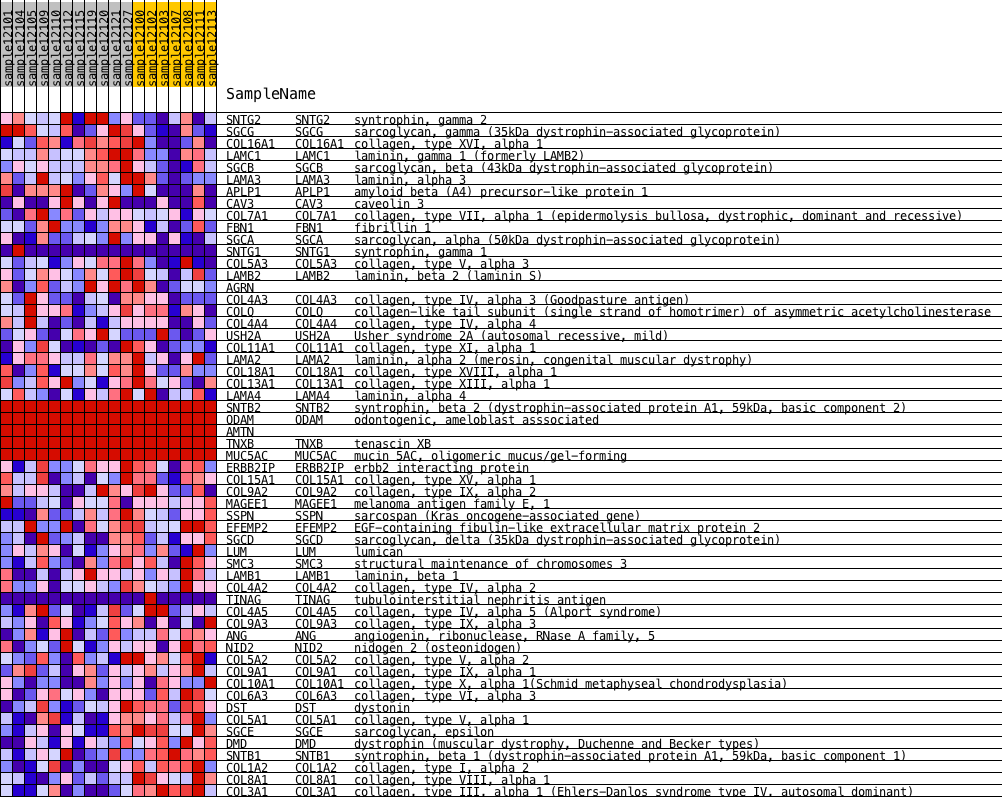 sample12101
sample12104
sample12105
sample12109
sample12110
sample12112
sample12115
sample12119
sample12120
sample12121
sample12127
sample12100
sample12102
sample12103
sample12107
sample12108
sample12111
sample12113
SampleName
SNTG2 SNTG2 syntrophin, gamma 2
SGCG SGCG sarcoglycan, gamma (35kDa dystrophin-associated glycoprotein)
COL16A1 COL16A1 collagen, type XVI, alpha 1
LAMC1 LAMC1 laminin, gamma 1 (formerly LAMB2)
SGCB SGCB sarcoglycan, beta (43kDa dystrophin-associated glycoprotein)
LAMA3 LAMA3 laminin, alpha 3
APLP1 APLP1 amyloid beta (A4) precursor-like protein 1
CAV3 CAV3 caveolin 3
COL7A1 COL7A1 collagen, type VII, alpha 1 (epidermolysis bullosa, dystrophic, dominant and recessive)
FBN1 FBN1 fibrillin 1
SGCA SGCA sarcoglycan, alpha (50kDa dystrophin-associated glycoprotein)
SNTG1 SNTG1 syntrophin, gamma 1
COL5A3 COL5A3 collagen, type V, alpha 3
LAMB2 LAMB2 laminin, beta 2 (laminin S)
AGRN
COL4A3 COL4A3 collagen, type IV, alpha 3 (Goodpasture antigen)
COLQ COLQ collagen-like tail subunit (single strand of homotrimer) of asymmetric acetylcholinesterase
COL4A4 COL4A4 collagen, type IV, alpha 4
USH2A USH2A Usher syndrome 2A (autosomal recessive, mild)
COL11A1 COL11A1 collagen, type XI, alpha 1
LAMA2 LAMA2 laminin, alpha 2 (merosin, congenital muscular dystrophy)
COL18A1 COL18A1 collagen, type XVIII, alpha 1
COL13A1 COL13A1 collagen, type XIII, alpha 1
LAMA4 LAMA4 laminin, alpha 4
SNTB2 SNTB2 syntrophin, beta 2 (dystrophin-associated protein A1, 59kDa, basic component 2)
ODAM ODAM odontogenic, ameloblast asssociated
AMTN
TNXB TNXB tenascin XB
MUC5AC MUC5AC mucin 5AC, oligomeric mucus/gel-forming
ERBB2IP ERBB2IP erbb2 interacting protein
COL15A1 COL15A1 collagen, type XV, alpha 1
COL9A2 COL9A2 collagen, type IX, alpha 2
MAGEE1 MAGEE1 melanoma antigen family E, 1
SSPN SSPN sarcospan (Kras oncogene-associated gene)
EFEMP2 EFEMP2 EGF-containing fibulin-like extracellular matrix protein 2
SGCD SGCD sarcoglycan, delta (35kDa dystrophin-associated glycoprotein)
LUM LUM lumican
SMC3 SMC3 structural maintenance of chromosomes 3
LAMB1 LAMB1 laminin, beta 1
COL4A2 COL4A2 collagen, type IV, alpha 2
TINAG TINAG tubulointerstitial nephritis antigen
COL4A5 COL4A5 collagen, type IV, alpha 5 (Alport syndrome)
COL9A3 COL9A3 collagen, type IX, alpha 3
ANG ANG angiogenin, ribonuclease, RNase A family, 5
NID2 NID2 nidogen 2 (osteonidogen)
COL5A2 COL5A2 collagen, type V, alpha 2
COL9A1 COL9A1 collagen, type IX, alpha 1
COL10A1 COL10A1 collagen, type X, alpha 1(Schmid metaphyseal chondrodysplasia)
COL6A3 COL6A3 collagen, type VI, alpha 3
DST DST dystonin
COL5A1 COL5A1 collagen, type V, alpha 1
SGCE SGCE sarcoglycan, epsilon
DMD DMD dystrophin (muscular dystrophy, Duchenne and Becker types)
SNTB1 SNTB1 syntrophin, beta 1 (dystrophin-associated protein A1, 59kDa, basic component 1)
COL1A2 COL1A2 collagen, type I, alpha 2
COL8A1 COL8A1 collagen, type VIII, alpha 1
COL3A1 COL3A1 collagen, type III, alpha 1 (Ehlers-Danlos syndrome type IV, autosomal dominant)